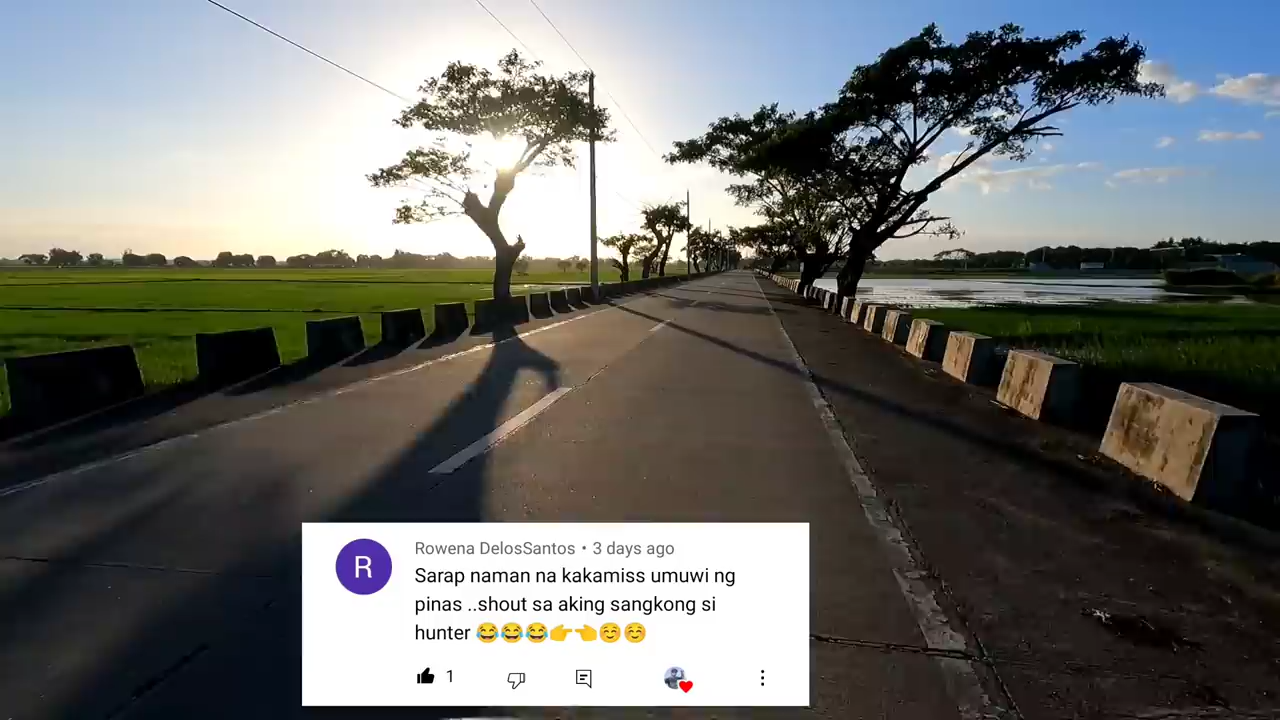 R
Rowena DelosSantos • 3 days ago
Sarap naman na kakamiss umuwi ng
pinas ..shout sa aking sangkong si
hunter 😂😂😂👉👈☺️☺️
1